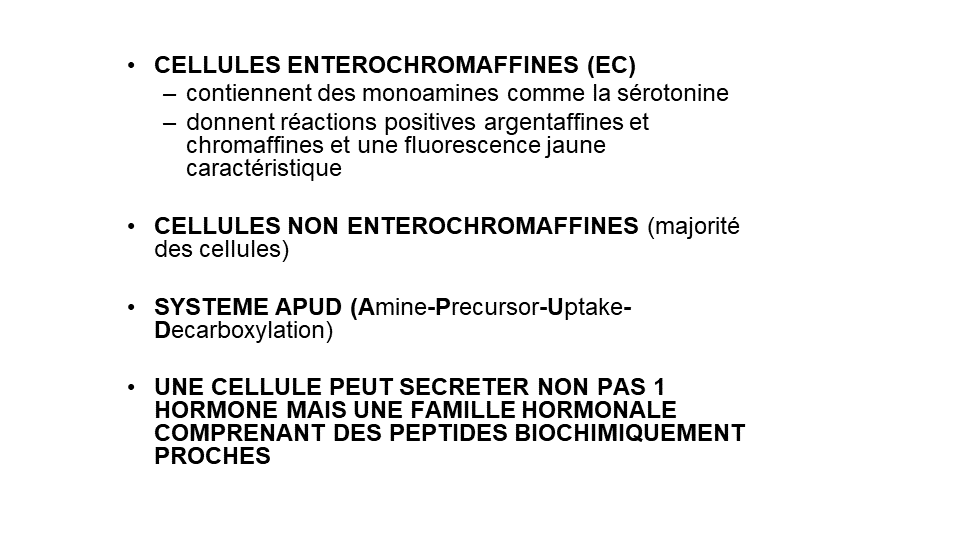 • CELLULES ENTEROCHROMAFFINES (EC)
– contiennent des monoamines comme la sérotonine
– donnent réactions positives argentaffines et
chromaffines et une fluorescence jaune
caractéristique
• CELLULES NON ENTEROCHROMAFFINES (majorité
des cellules)
• SYSTEME APUD (Amine-Precursor-Uptake-
Decarboxylation)
• UNE CELLULE PEUT SECRETER NON PAS 1
HORMONE MAIS UNE FAMILLE HORMONALE
COMPRENANT DES PEPTIDES BIOCHIMIQUEMENT
PROCHES